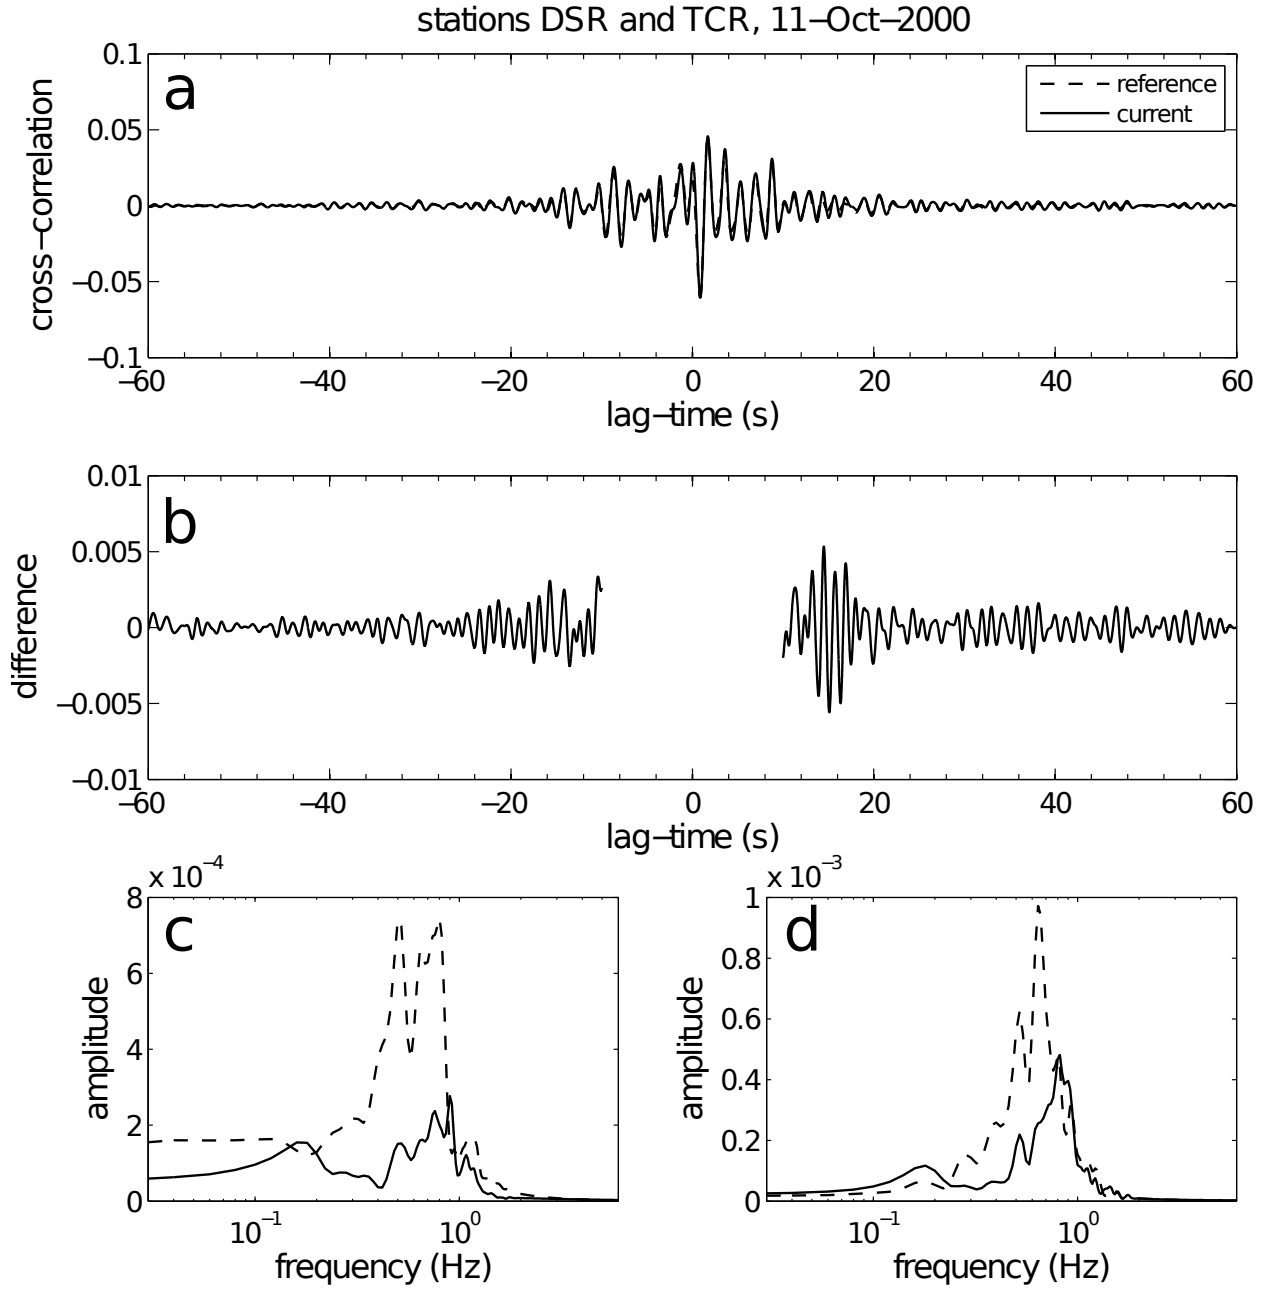 stations DSR and TCR, 11−Oct−2000
0.1
a
reference
current
0.05
0
−0.05
−0.1
cross−correlation
−60 −40 −20 0 20 40 60
lag−time (s)
0.01
b
0.005
0
−0.005
−0.01
difference
−60 −40 −20 0 20 40 60
lag−time (s)
x 10⁻⁴
8
c
6
4
2
0
amplitude
10⁻¹ 10⁰
frequency (Hz)
x 10⁻³
1
d
0.8
0.6
0.4
0.2
0
amplitude
10⁻¹ 10⁰
frequency (Hz)